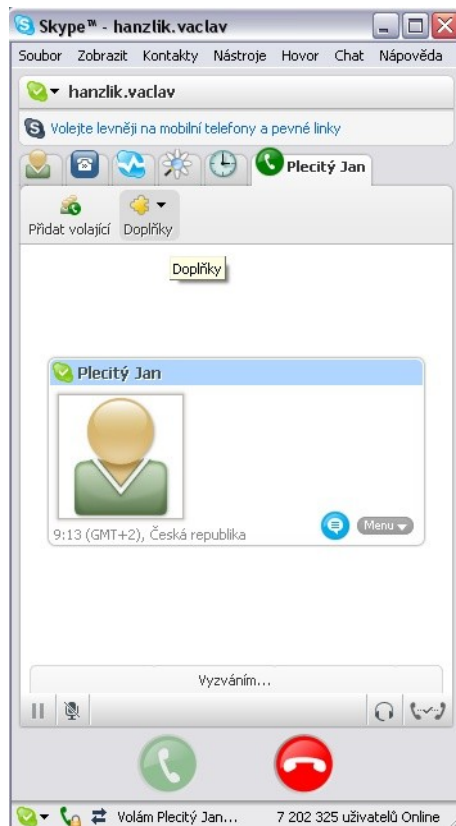 Skype™ - hanzlik.vaclav
Soubor Zobrazit Kontakty Nástroje Hovor Chat Nápověda
hanzlik.vaclav
Volejte levněji na mobilní telefony a pevné linky
Plecitý Jan
Přidat volající Doplňky
Doplňky
Plecitý Jan
9:13 (GMT+2), Česká republika
Menu
Vyzváním...
Volám Plecitý Jan... 7 202 325 uživatelů Online